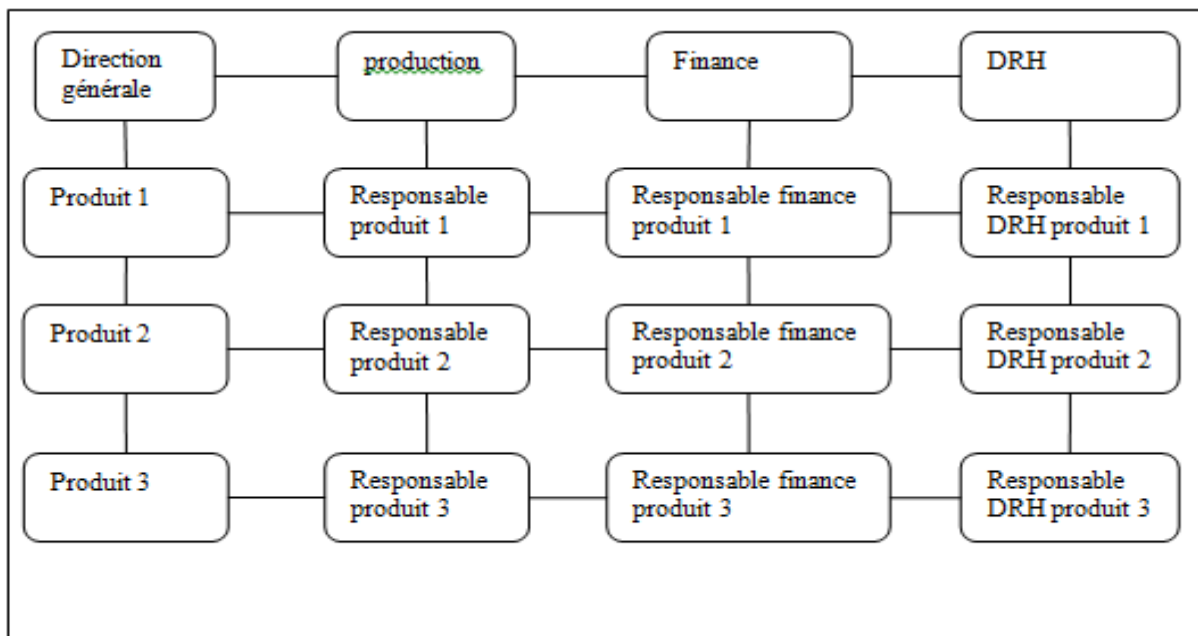 Direction
générale
production
Finance
DRH
Produit 1
Responsable
produit 1
Responsable finance
produit 1
Responsable
DRH produit 1
Produit 2
Responsable
produit 2
Responsable finance
produit 2
Responsable
DRH produit 2
Produit 3
Responsable
produit 3
Responsable finance
produit 3
Responsable
DRH produit 3